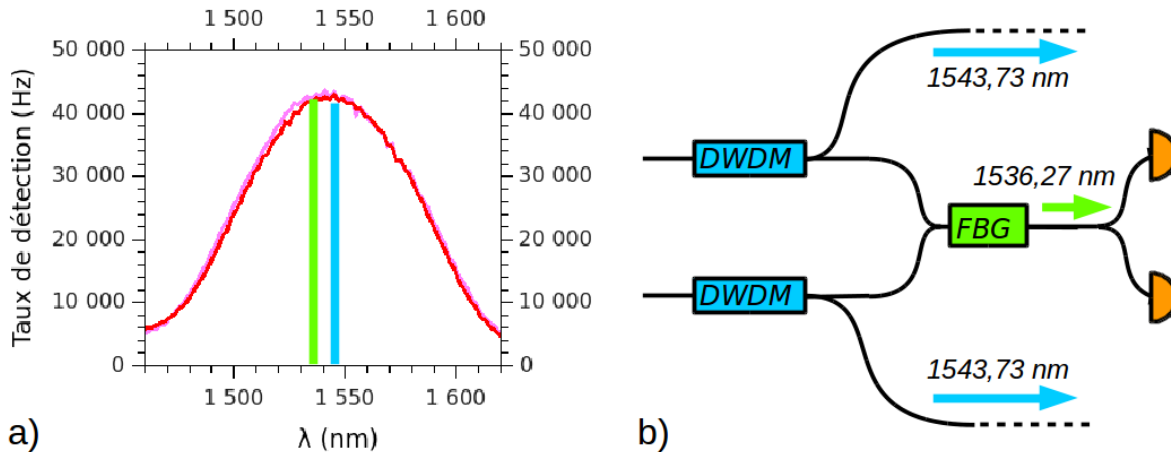 1 500 1 550 1 600
50 000 50 000
40 000 40 000
30 000 30 000
20 000 20 000
10 000 10 000
0 0
1 500 1 550 1 600
Taux de détection (Hz)
λ (nm)
a)
1543,73 nm
DWDM
1536,27 nm
FBG
DWDM
1543,73 nm
b)